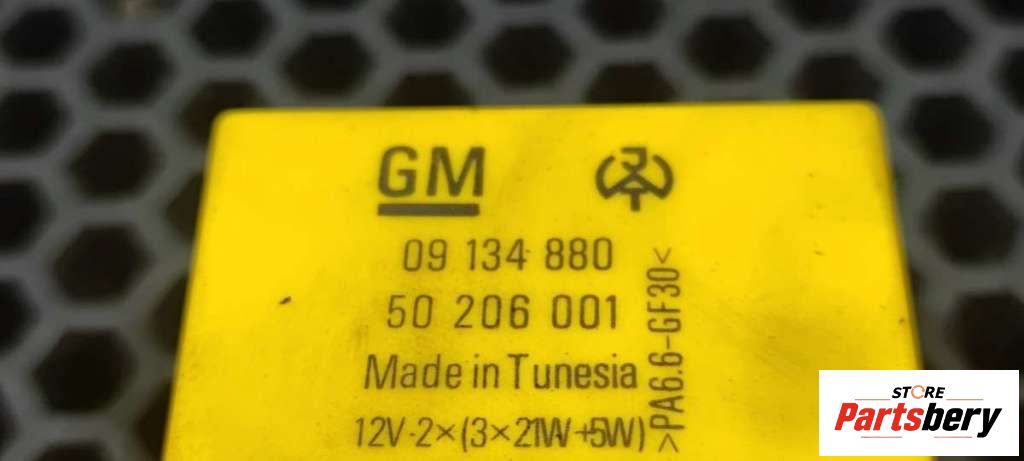 GM
09 134 880
50 206 001
Made in Tunesia
12V-2×(3×21W+5W)
>PA6.6-GF30<
STORE
Partsbery